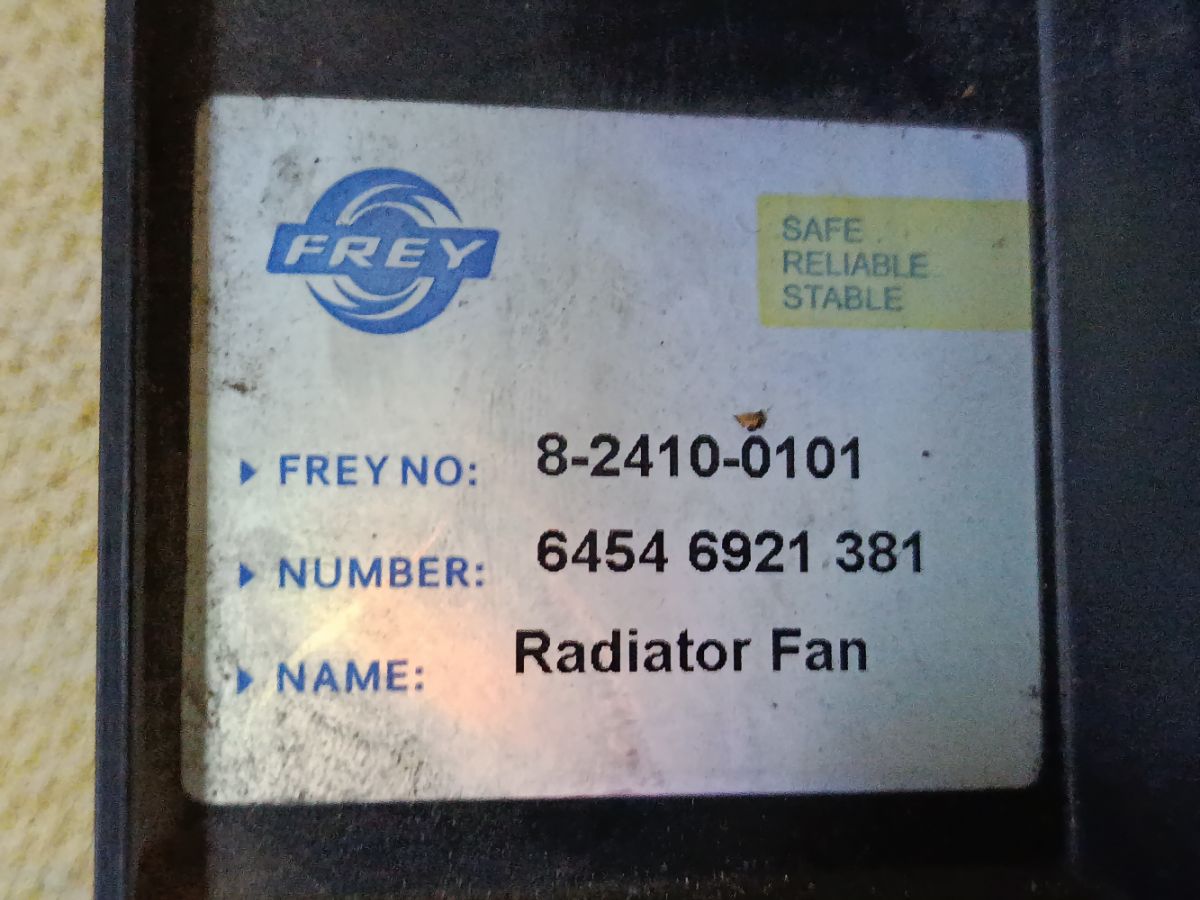 FREY
SAFE
RELIABLE
STABLE
FREY NO: 8-2410-0101
NUMBER: 6454 6921 381
NAME: Radiator Fan